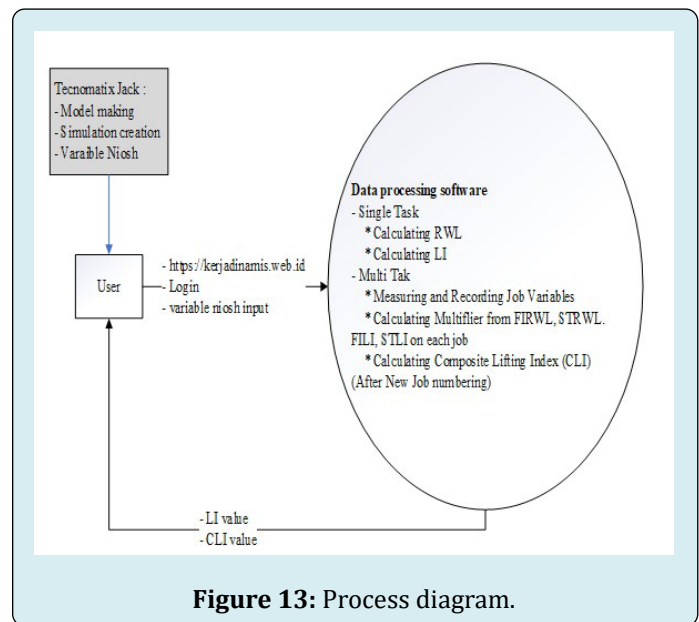 Tecnomatix Jack :
- Model making
- Simulation creation
- Varaible Niosh
User
- https://kerjadinamis.web.id
- Login
- variable niosh input
Data processing software
- Single Task
* Calculating RWL
* Calculating LI
- Multi Tak
* Measuring and Recording Job Variables
* Calculating Multiflier from FIRWL, STRWL.
FILI, STLI on each job
* Calculating Composite Lifting Index (CLI)
(After New Job numbering)
- LI value
- CLI value
Figure 13: Process diagram.